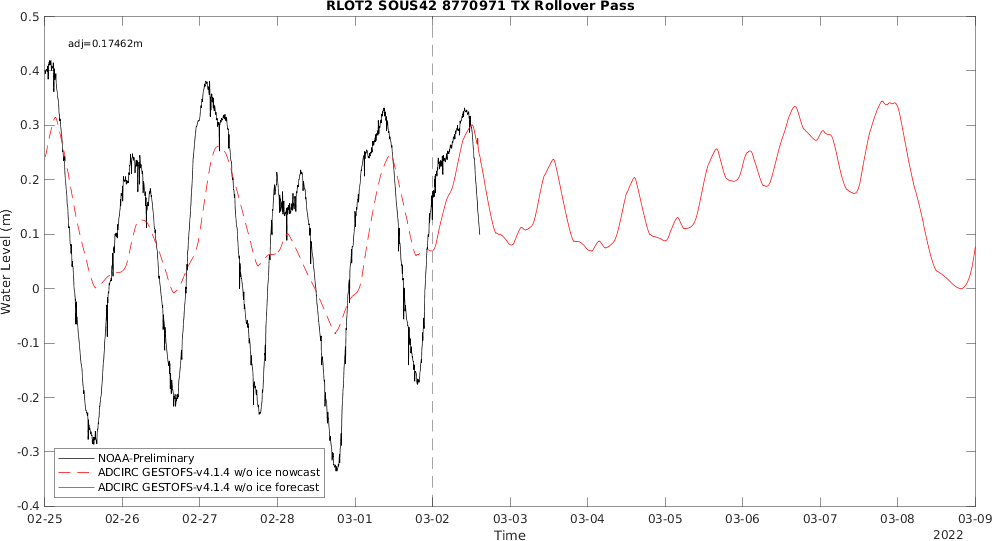 RLOT2 SOUS42 8770971 TX Rollover Pass
adj=0.17462m
0.5
0.4
0.3
0.2
0.1
0
-0.1
-0.2
-0.3
-0.4
Water Level (m)
NOAA-Preliminary
ADCIRC GESTOFS-v4.1.4 w/o ice nowcast
ADCIRC GESTOFS-v4.1.4 w/o ice forecast
02-25 02-26 02-27 02-28 03-01 03-02 03-03 03-04 03-05 03-06 03-07 03-08 03-09
Time
2022